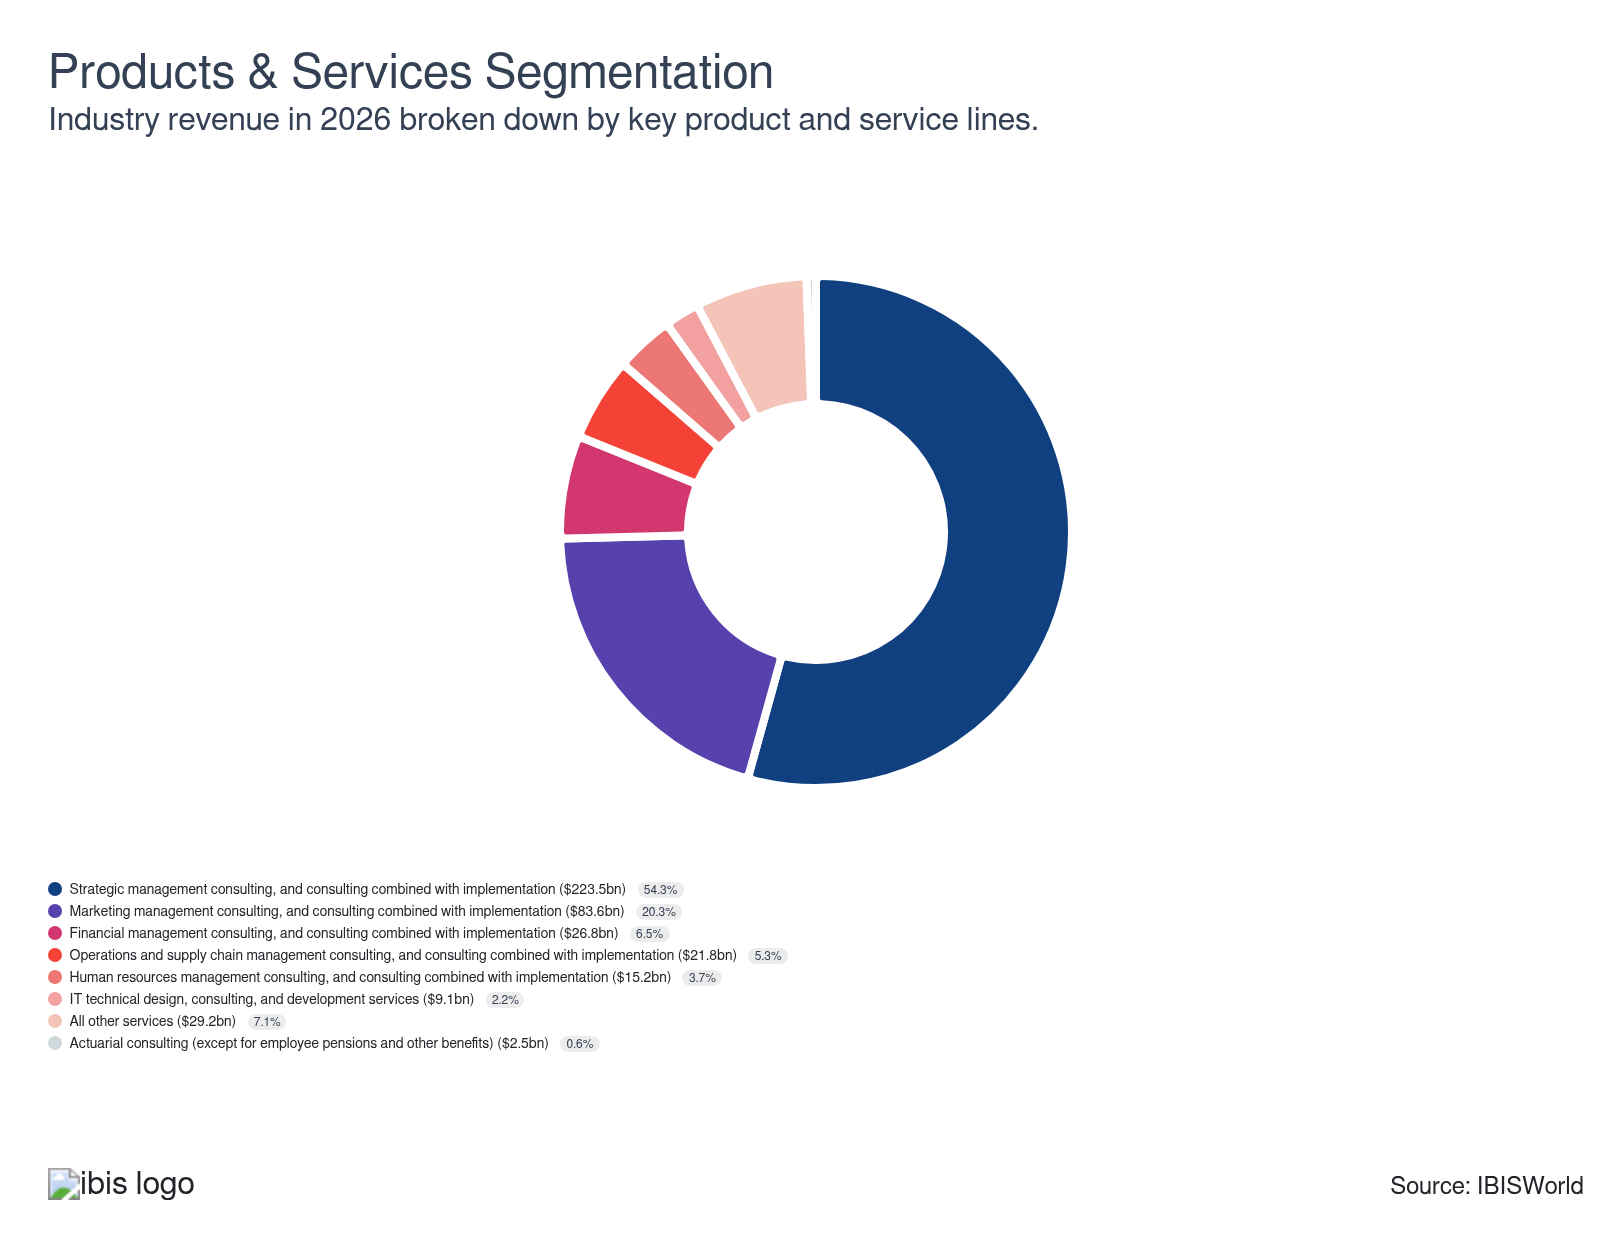 Products & Services Segmentation
Industry revenue in 2026 broken down by key product and service lines.
Strategic management consulting, and consulting combined with implementation ($223.5bn) 54.3%
Marketing management consulting, and consulting combined with implementation ($83.6bn) 20.3%
Financial management consulting, and consulting combined with implementation ($26.8bn) 6.5%
Operations and supply chain management consulting, and consulting combined with implementation ($21.8bn) 5.3%
Human resources management consulting, and consulting combined with implementation ($15.2bn) 3.7%
IT technical design, consulting, and development services ($9.1bn) 2.2%
All other services ($29.2bn) 7.1%
Actuarial consulting (except for employee pensions and other benefits) ($2.5bn) 0.6%
ibis logo
Source: IBISWorld